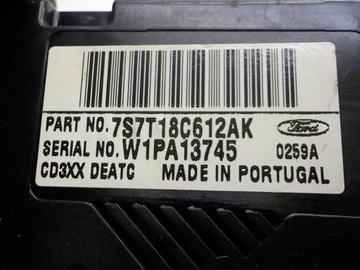 PART NO. 7S7T18C612AK
Ford
SERIAL NO. W1PA13745
0259A
CD3XX DEATC MADE IN PORTUGAL